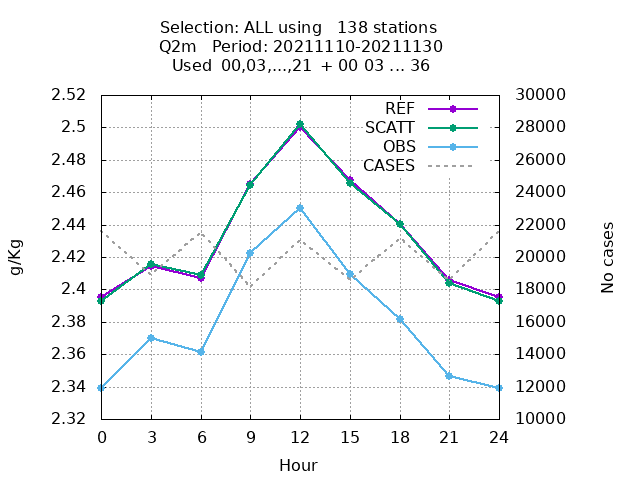 Selection: ALL using   138 stations
Q2m   Period: 20211110-20211130
Used  00,03,...,21  + 00 03 ... 36
2.52
2.5
2.48
2.46
2.44
2.42
2.4
2.38
2.36
2.34
2.32
30000
28000
26000
24000
22000
20000
18000
16000
14000
12000
10000
REF
SCATT
OBS
CASES
g/Kg
No cases
0 3 6 9 12 15 18 21 24
Hour